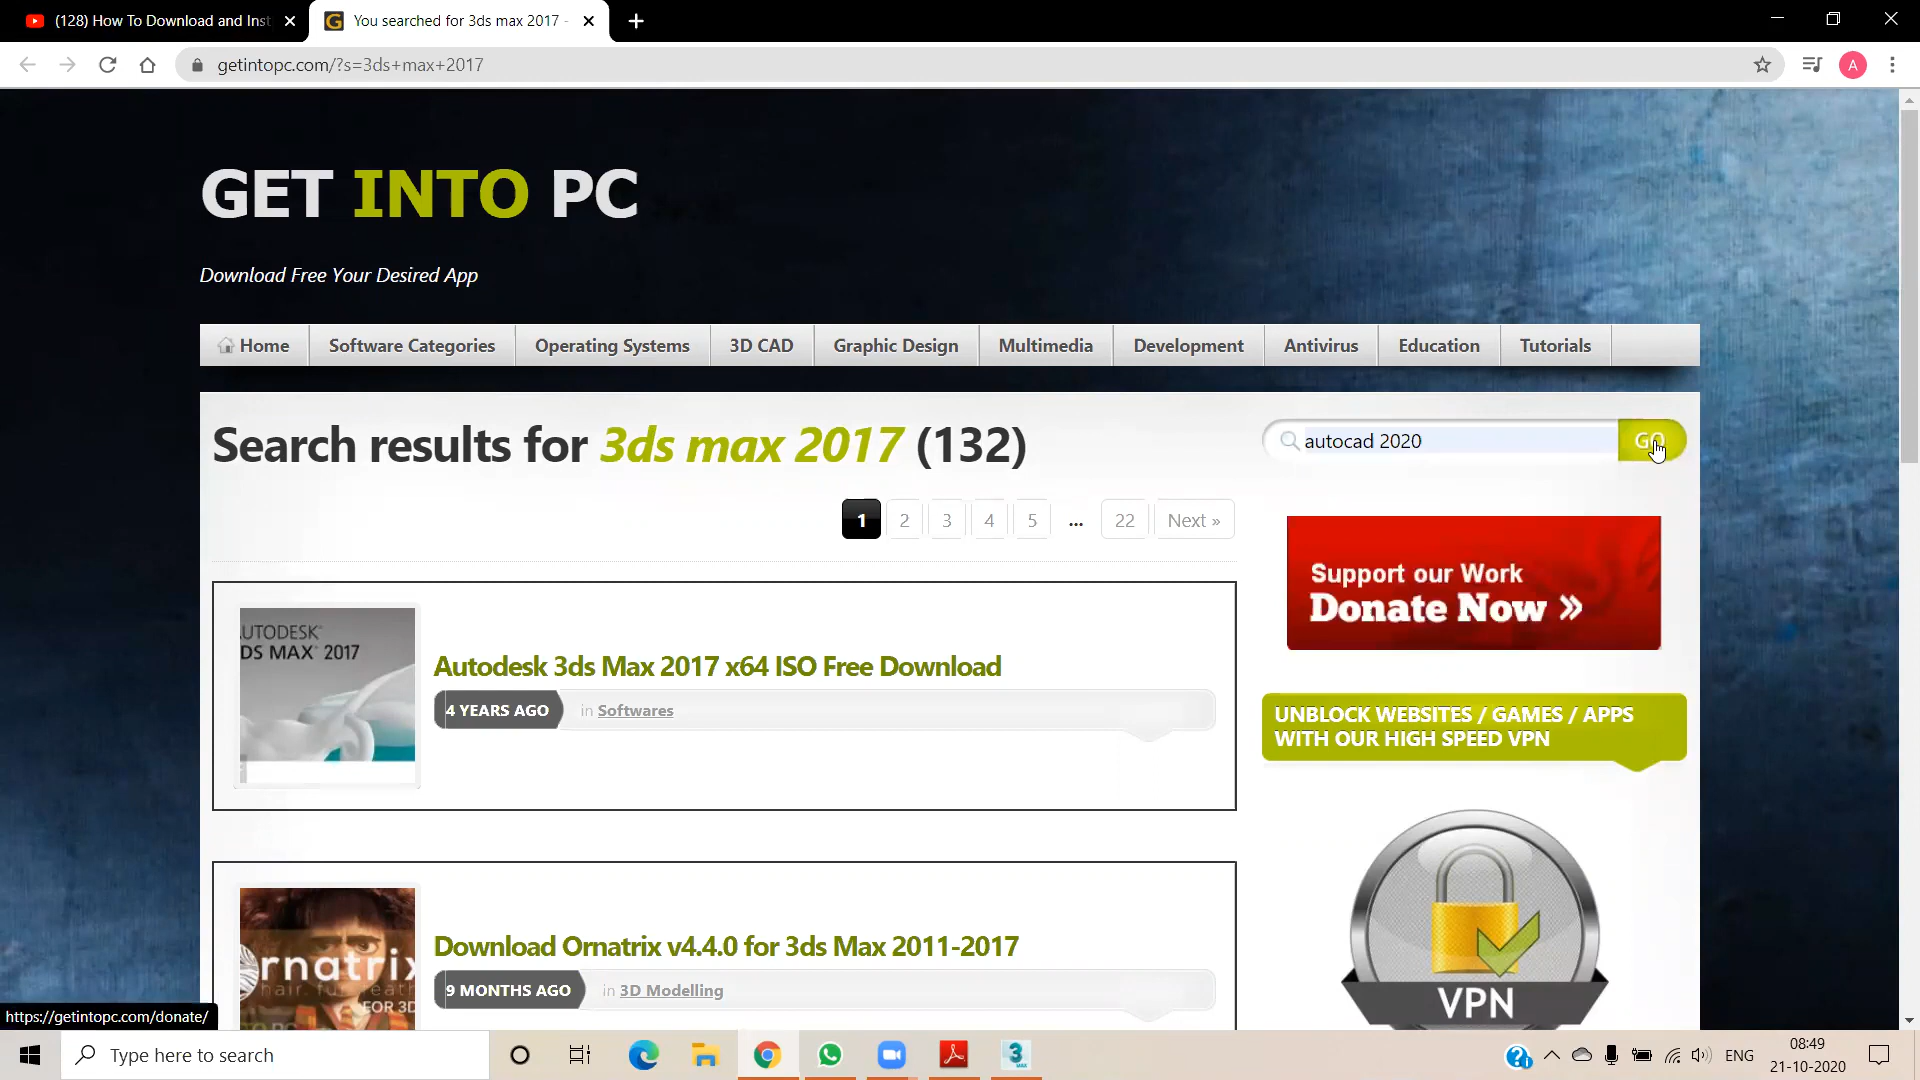 (128) How To Download and Inst
You searched for 3ds max 2017 -
getintopc.com/?s=3ds+max+2017
A
GET INTO PC
Download Free Your Desired App
Home
Software Categories
Operating Systems
3D CAD
Graphic Design
Multimedia
Development
Antivirus
Education
Tutorials
Search results for 3ds max 2017 (132)
autocad 2020
GO
1
2
3
4
5
...
22
Next »
Support our Work
Donate Now »
UTODESK
DS MAX 2017
Autodesk 3ds Max 2017 x64 ISO Free Download
4 YEARS AGO
in Softwares
UNBLOCK WEBSITES / GAMES / APPS
WITH OUR HIGH SPEED VPN
rnatrix
FOR 3D
Download Ornatrix v4.4.0 for 3ds Max 2011-2017
9 MONTHS AGO
in 3D Modelling
VPN
https://getintopc.com/donate/
Type here to search
3
ENG
08:49
21-10-2020